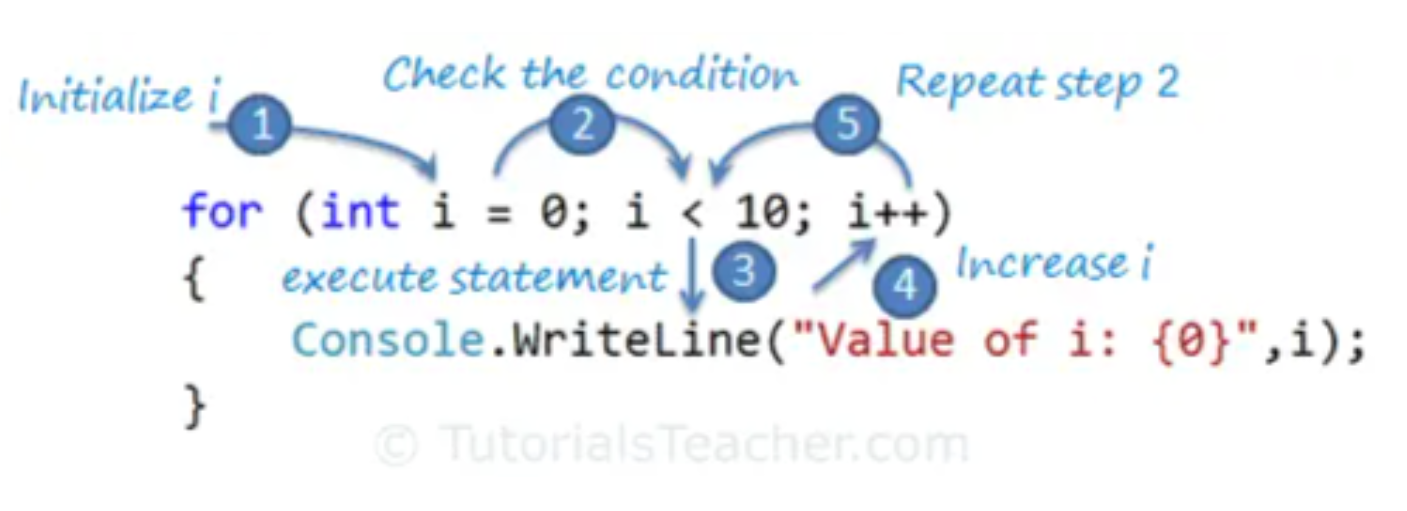 Initialize i
1
Check the condition
2
5
Repeat step 2
for (int i = 0; i < 10; i++)
{
execute statement
3
4
Increase i
Console.WriteLine("Value of i: {0}",i);
}
© TutorialsTeacher.com